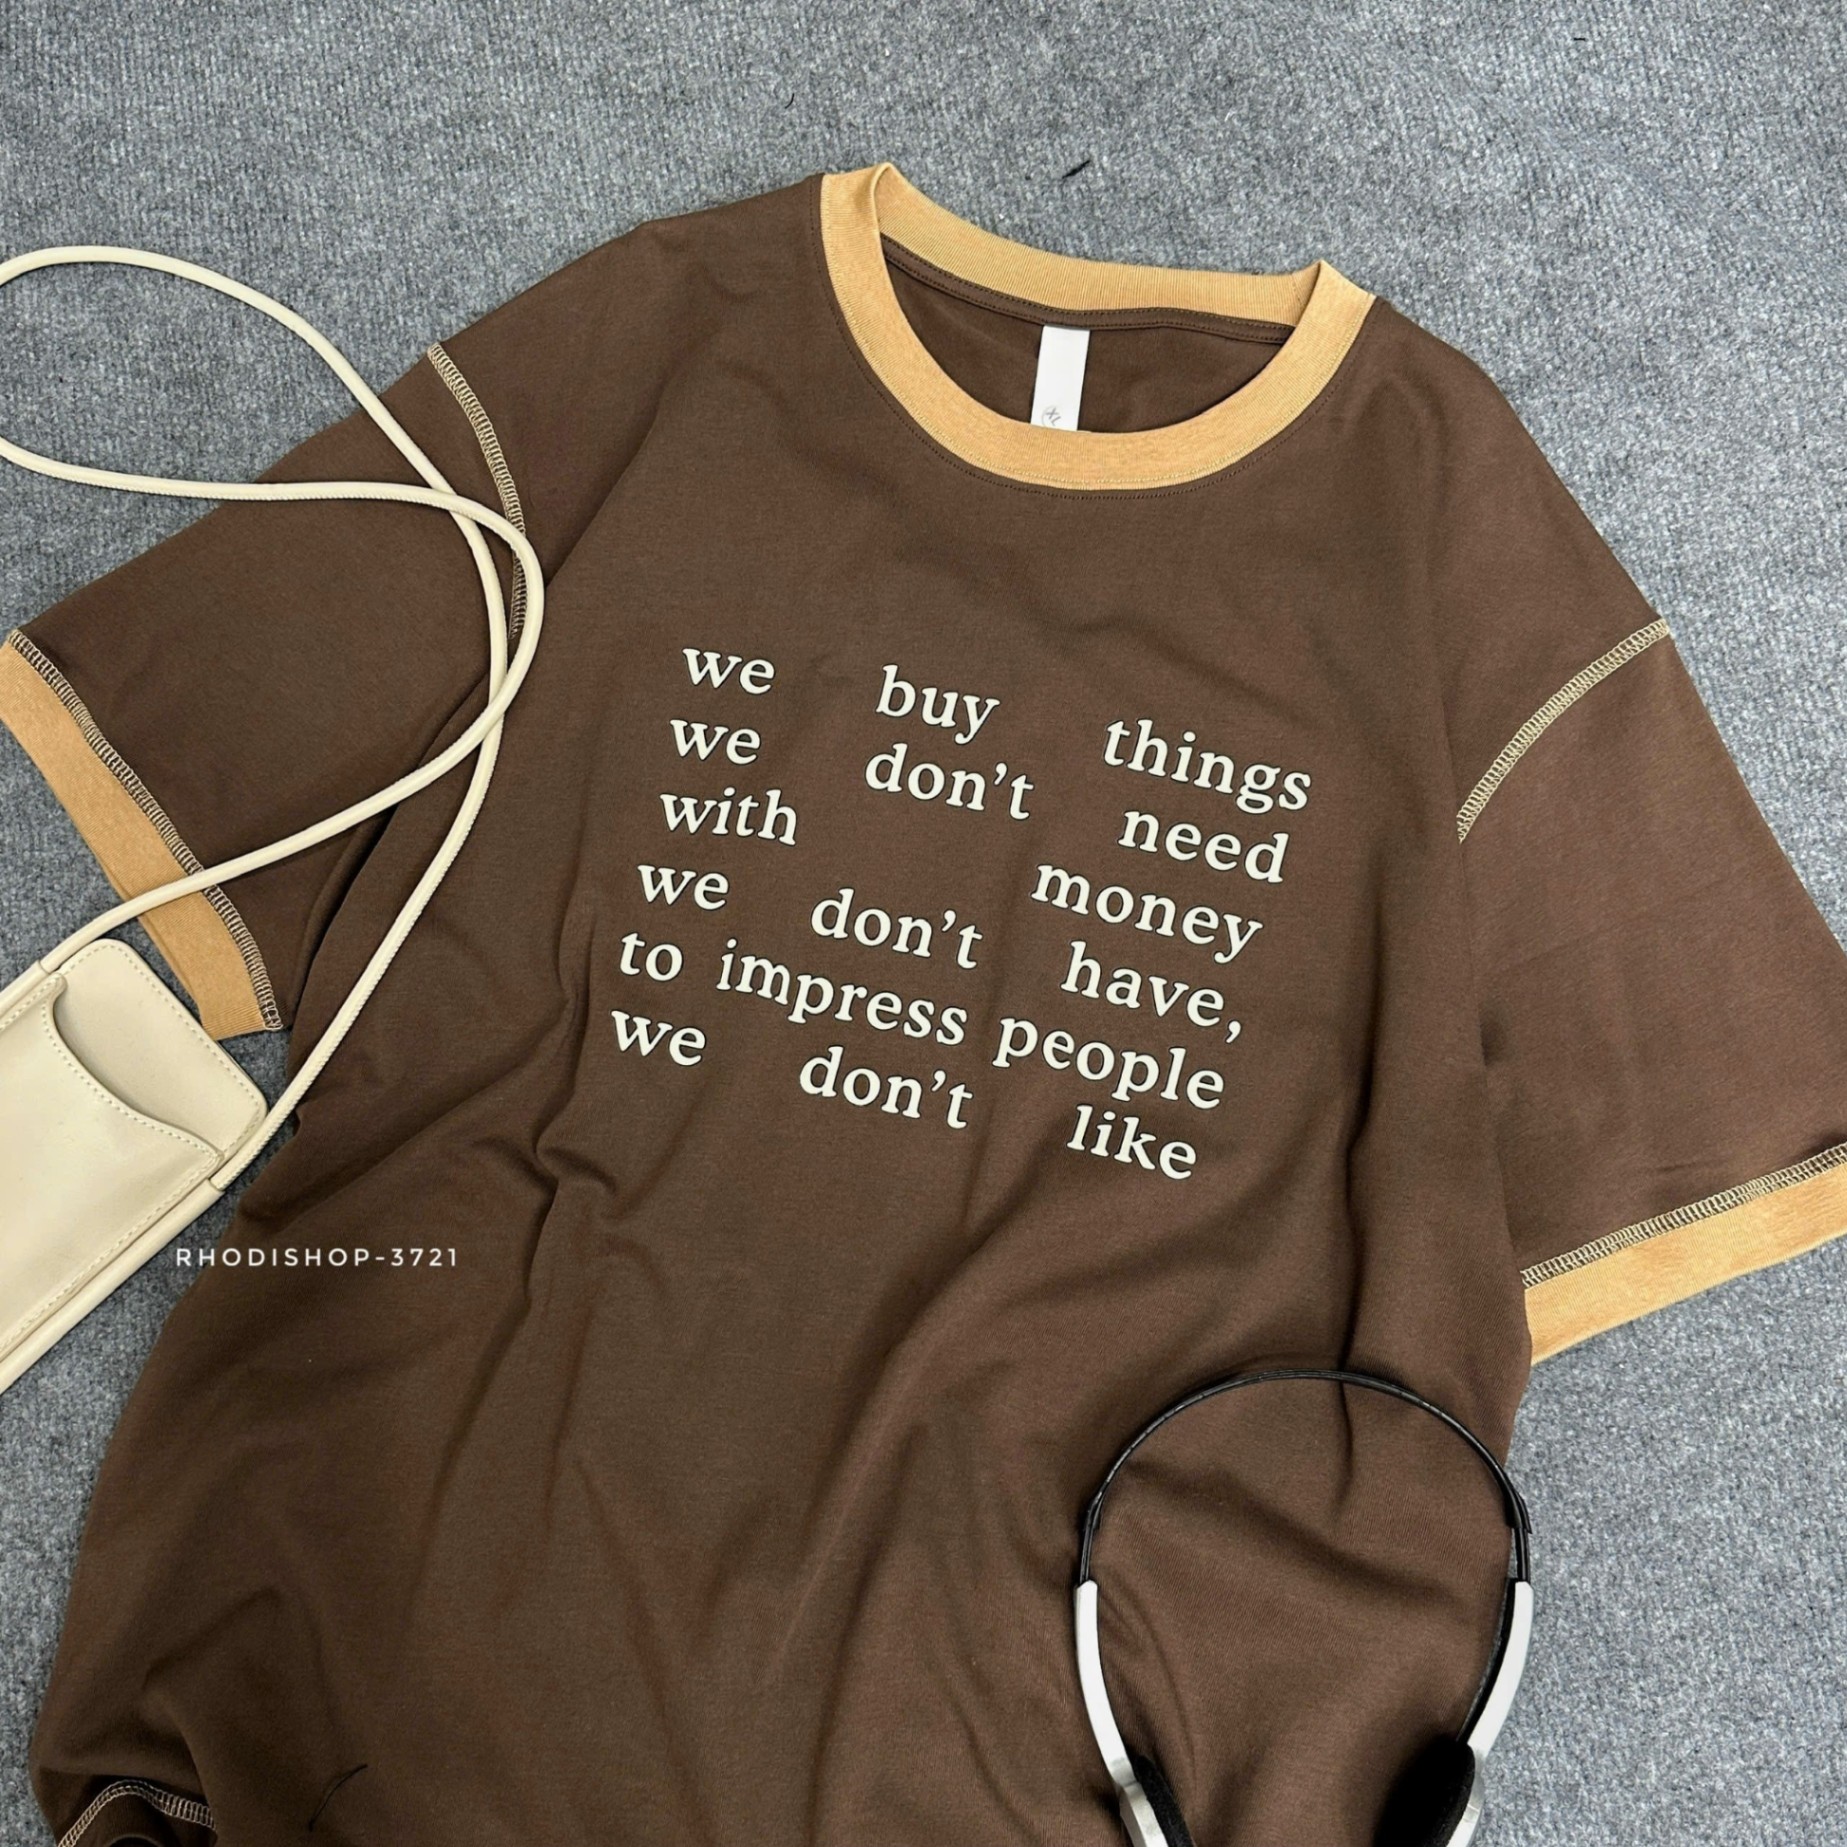 we buy things
we don't need
with money
we don't have,
to impress people
we don't like
RHODISHOP-3721